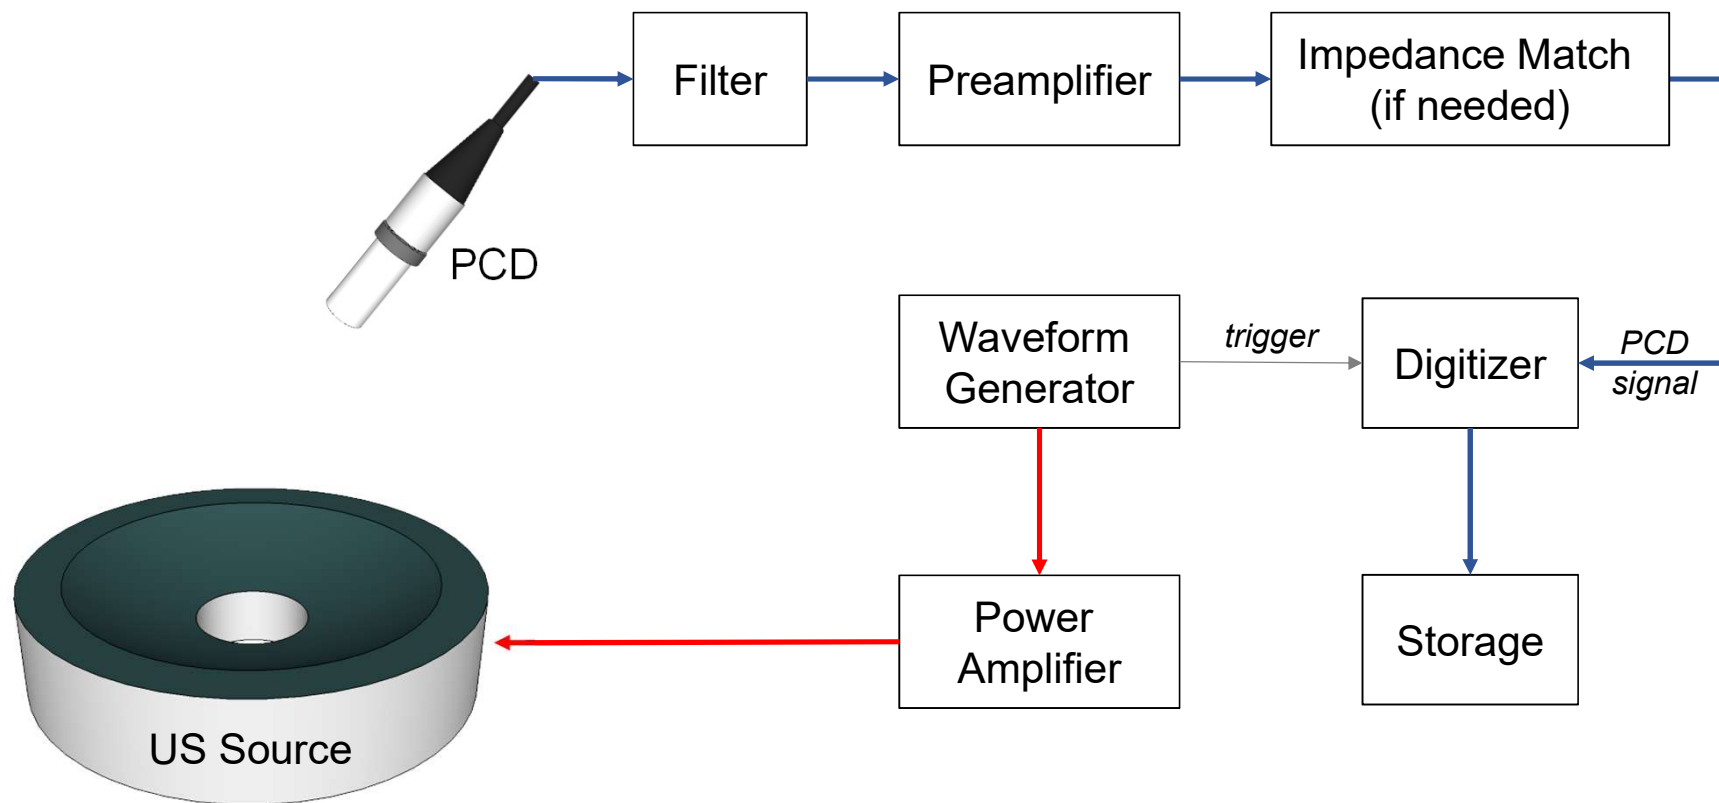 Filter
Preamplifier
Impedance Match
(if needed)
PCD
Waveform
Generator
trigger
Digitizer
PCD
signal
Power
Amplifier
Storage
US Source